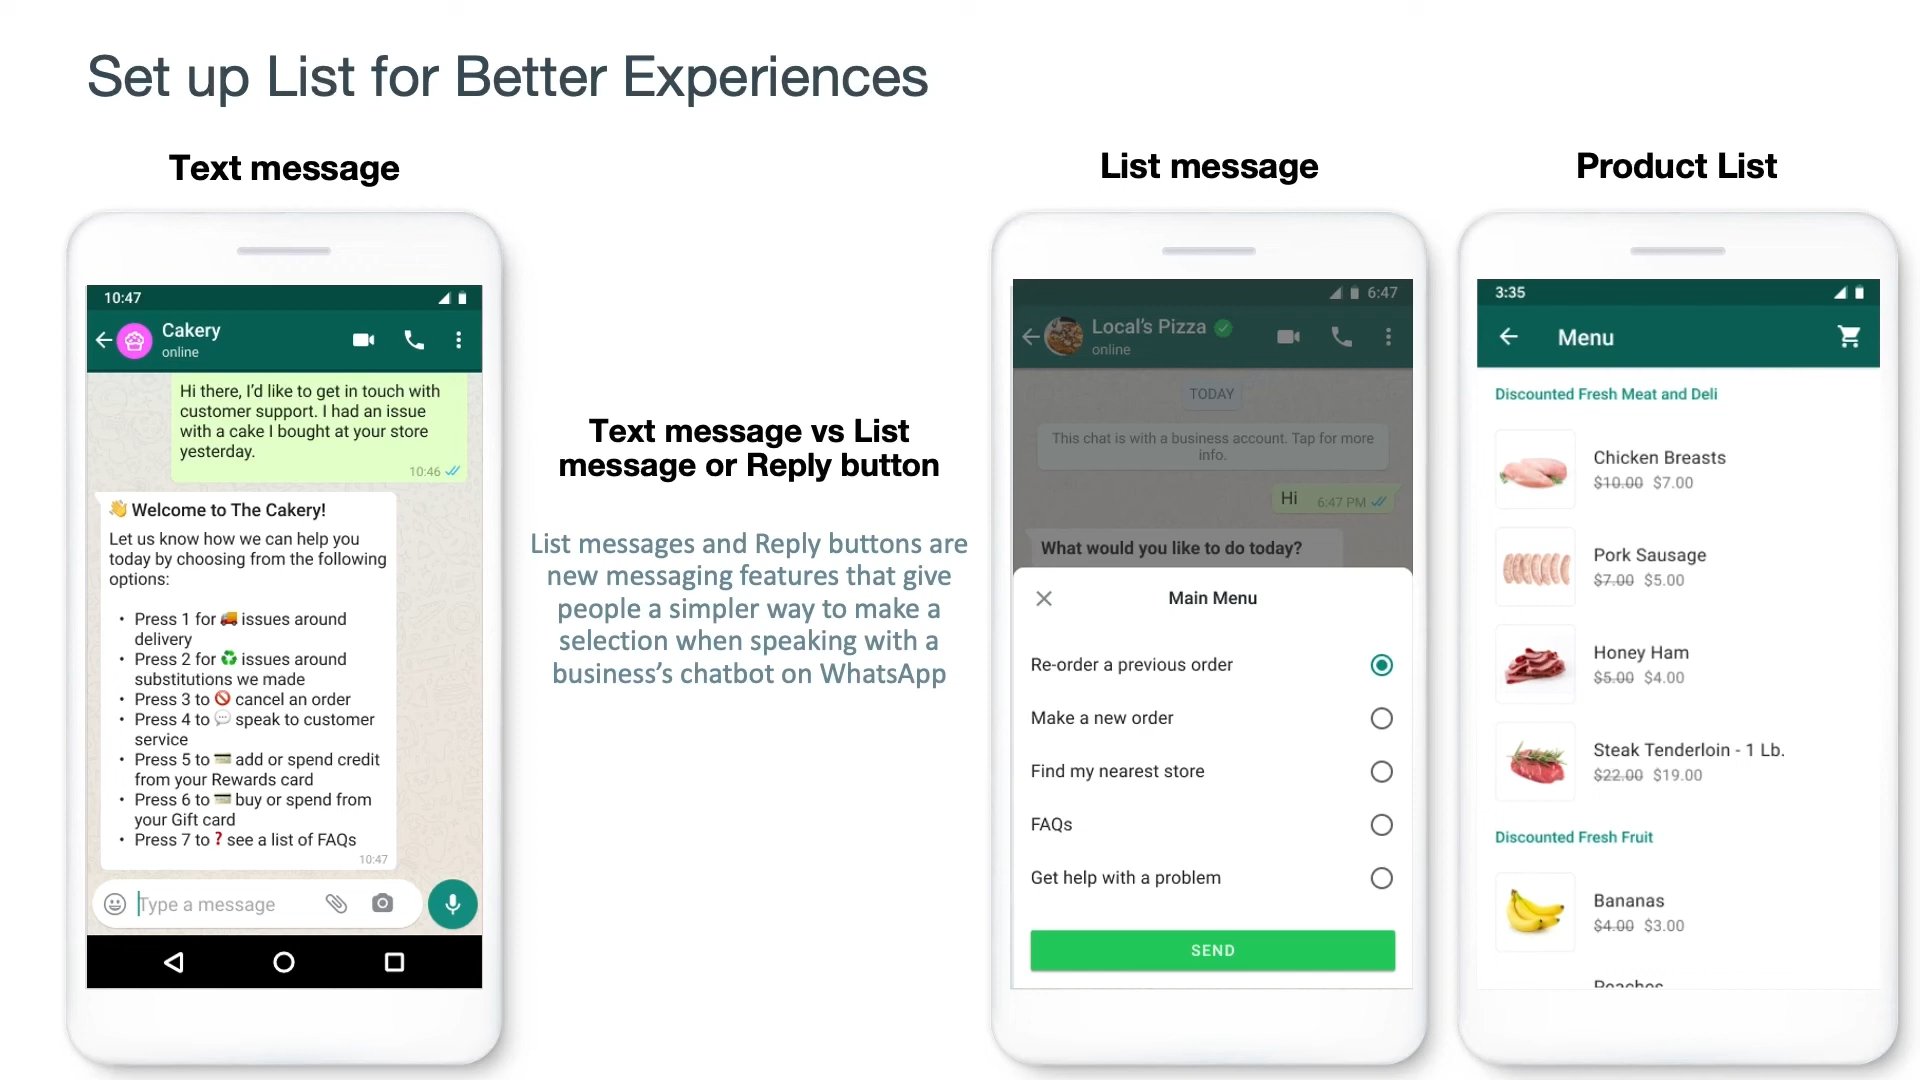 Set up List for Better Experiences
Text message
10:47
Cakery
online
Hi there, I'd like to get in touch with
customer support. I had an issue
with a cake I bought at your store
yesterday.
10:46
👋 Welcome to The Cakery!
Let us know how we can help you
today by choosing from the following
options:
• Press 1 for 🚚 issues around
delivery
• Press 2 for ♻️ issues around
substitutions we made
• Press 3 to 🚫 cancel an order
• Press 4 to 💬 speak to customer
service
• Press 5 to 💳 add or spend credit
from your Rewards card
• Press 6 to 💳 buy or spend from
your Gift card
• Press 7 to ❓ see a list of FAQs
10:47
Type a message
Text message vs List
message or Reply button
List messages and Reply buttons are
new messaging features that give
people a simpler way to make a
selection when speaking with a
business's chatbot on WhatsApp
List message
6:47
Local's Pizza
online
TODAY
This chat is with a business account. Tap for more
info.
Hi
6:47 PM
What would you like to do today?
Main Menu
Re-order a previous order
Make a new order
Find my nearest store
FAQs
Get help with a problem
SEND
Product List
3:35
Menu
Discounted Fresh Meat and Deli
Chicken Breasts
$10.00 $7.00
Pork Sausage
$7.00 $5.00
Honey Ham
$5.00 $4.00
Steak Tenderloin - 1 Lb.
$22.00 $19.00
Discounted Fresh Fruit
Bananas
$4.00 $3.00
Peaches